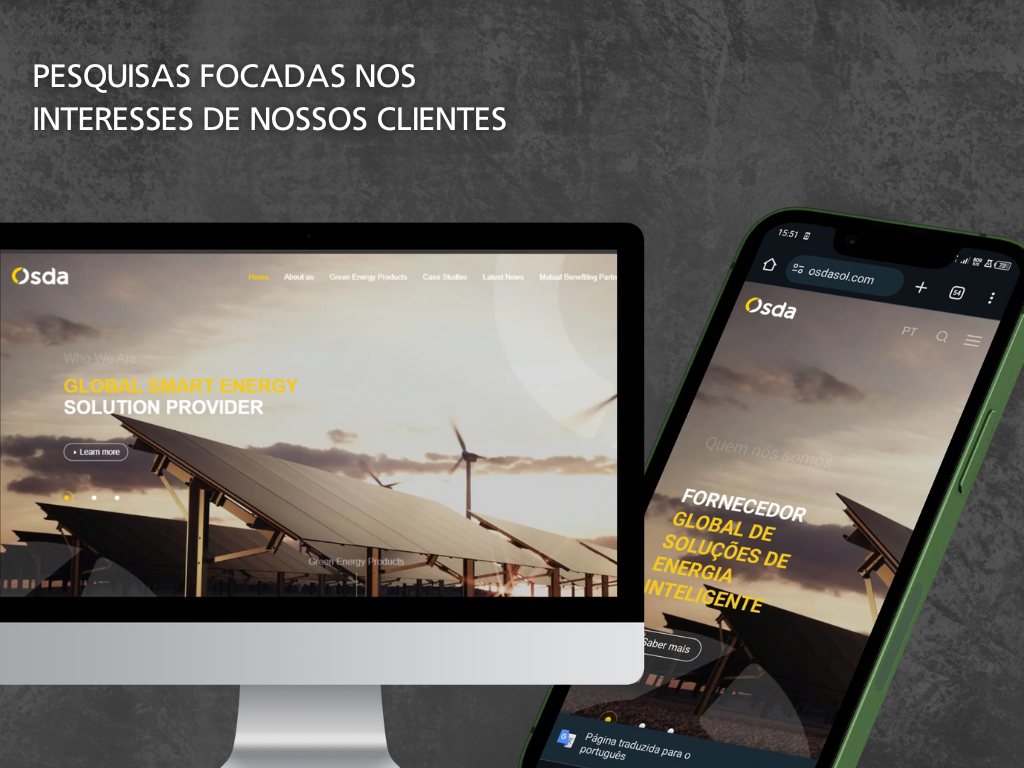 PESQUISAS FOCADAS NOS
INTERESSES DE NOSSOS CLIENTES
Osda
Home About us Green Energy Products Case Studies Latest News Mutual Benefiting Partn
Who We Are
GLOBAL SMART ENERGY
SOLUTION PROVIDER
Learn more
Green Energy Products
15:51
osdasol.com
54
Osda
PT
Quem nós somos
FORNECEDOR
GLOBAL DE
SOLUÇÕES DE
ENERGIA
INTELIGENTE
Saber mais
Página traduzida para o
português